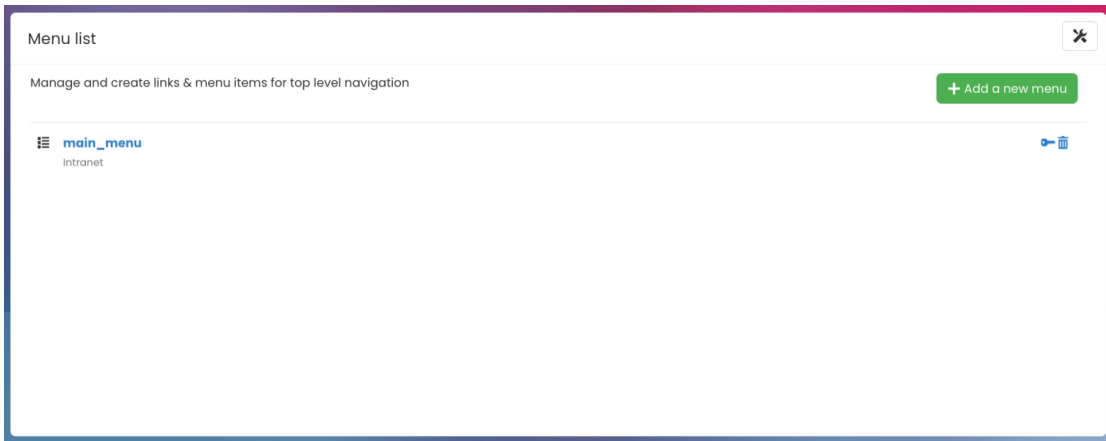 Menu list
Manage and create links & menu items for top level navigation
Add a new menu
main_menu
Intranet